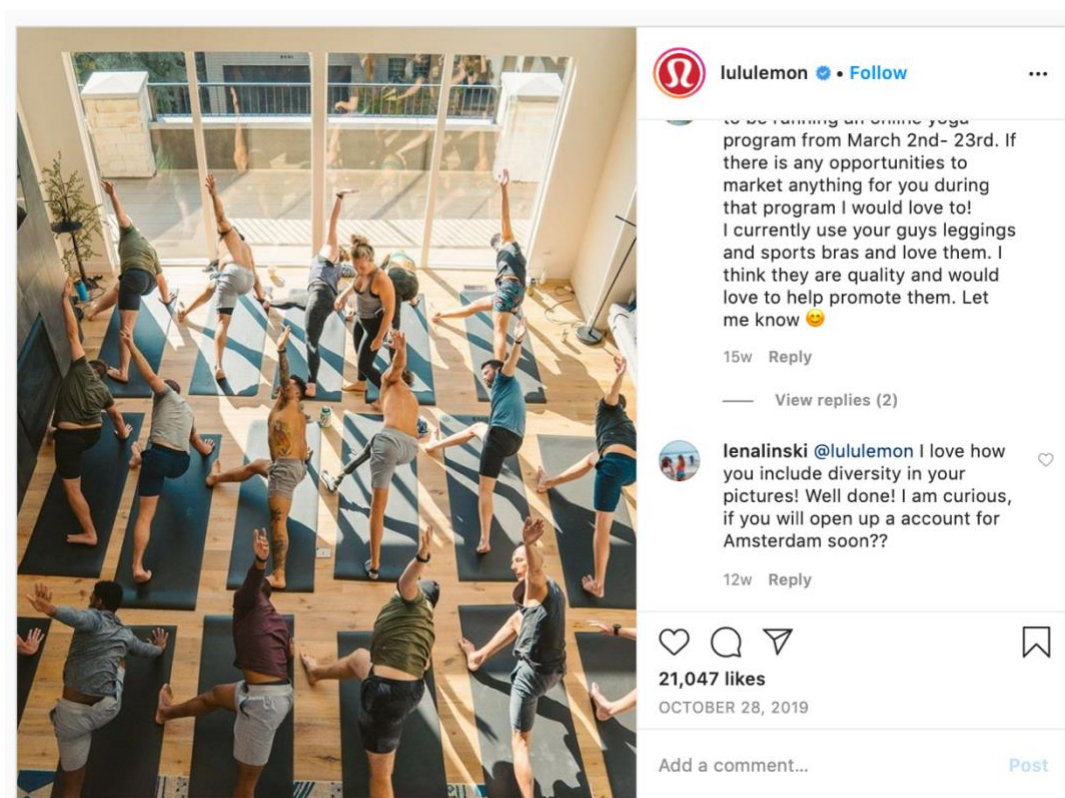 lululemon • Follow
to be running an online yoga
program from March 2nd- 23rd. If
there is any opportunities to
market anything for you during
that program I would love to!
I currently use your guys leggings
and sports bras and love them. I
think they are quality and would
love to help promote them. Let
me know 😊
15w Reply
View replies (2)
lenalinski @lululemon I love how
you include diversity in your
pictures! Well done! I am curious,
if you will open up a account for
Amsterdam soon??
12w Reply
21,047 likes
OCTOBER 28, 2019
Add a comment... Post